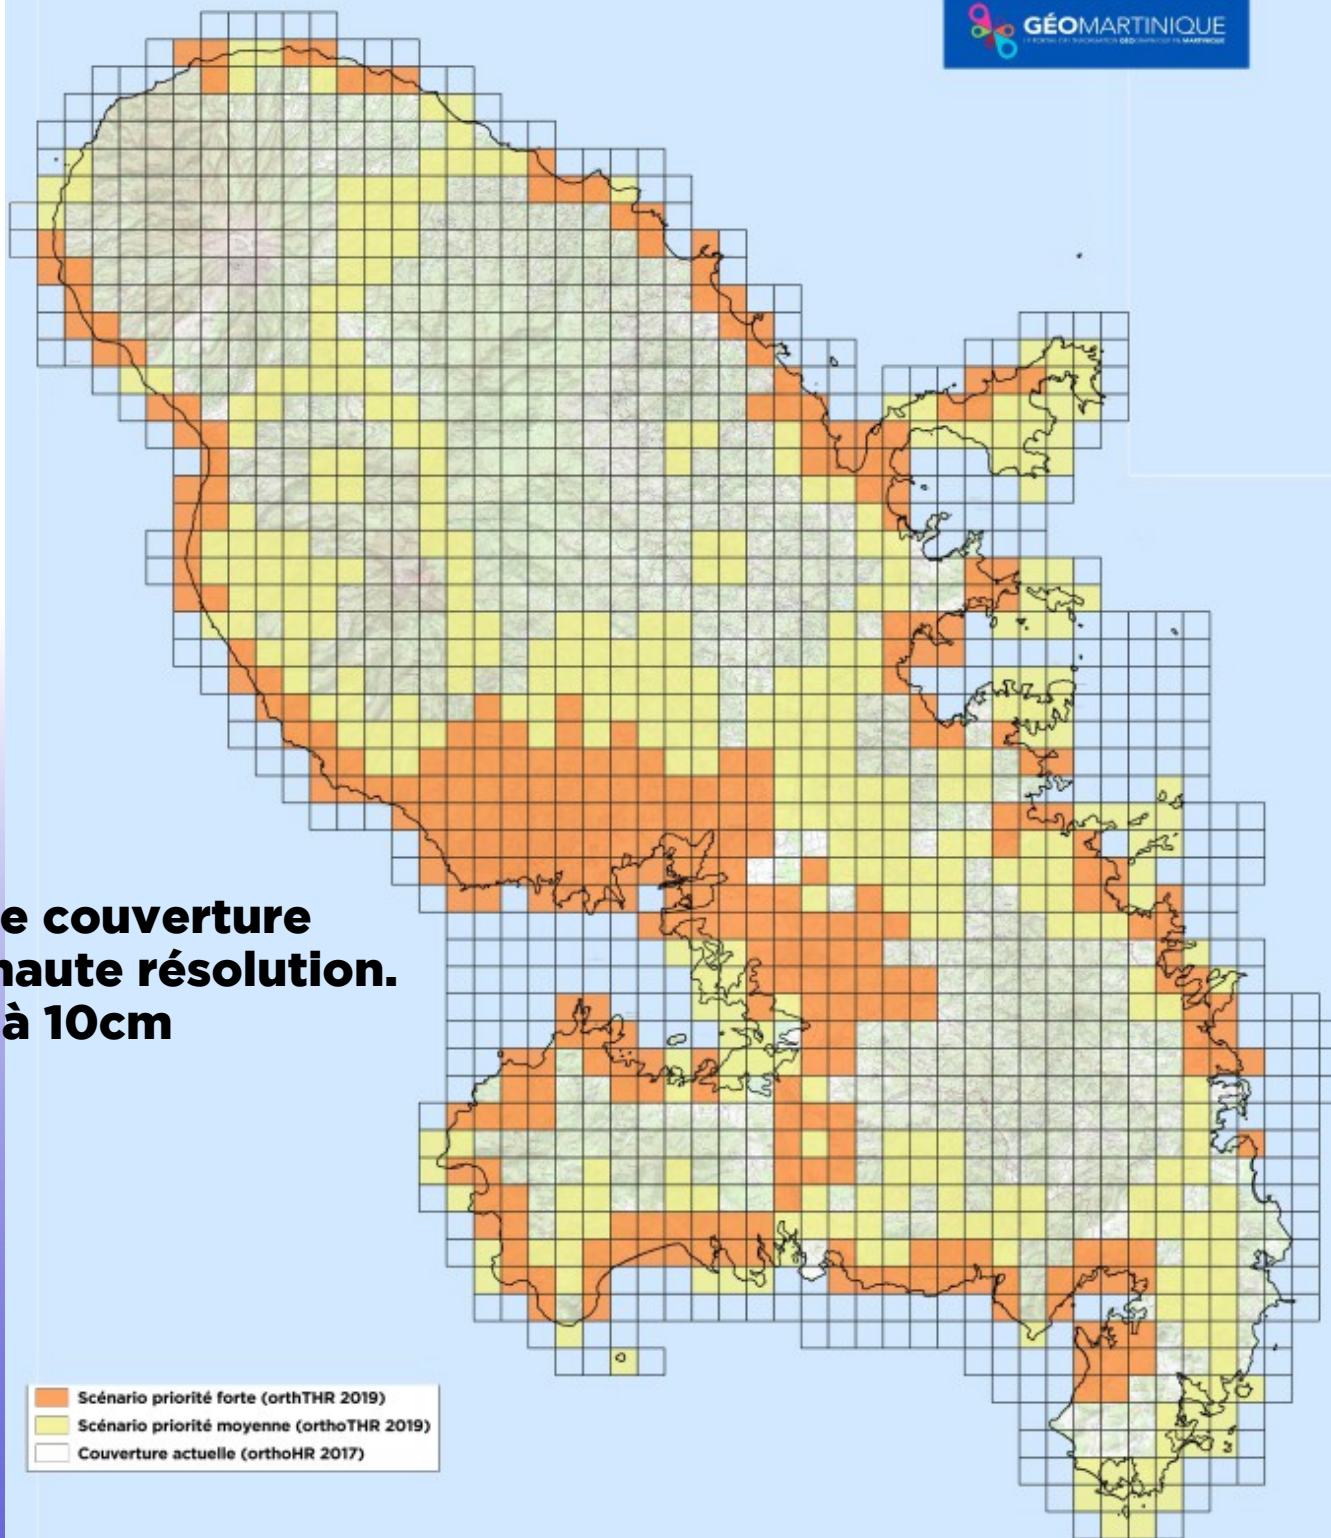 GÉOMARTINIQUE
e couverture
haute résolution.
à 10cm
Scénario priorité forte (orthTHR 2019)
Scénario priorité moyenne (orthoTHR 2019)
Couverture actuelle (orthoHR 2017)